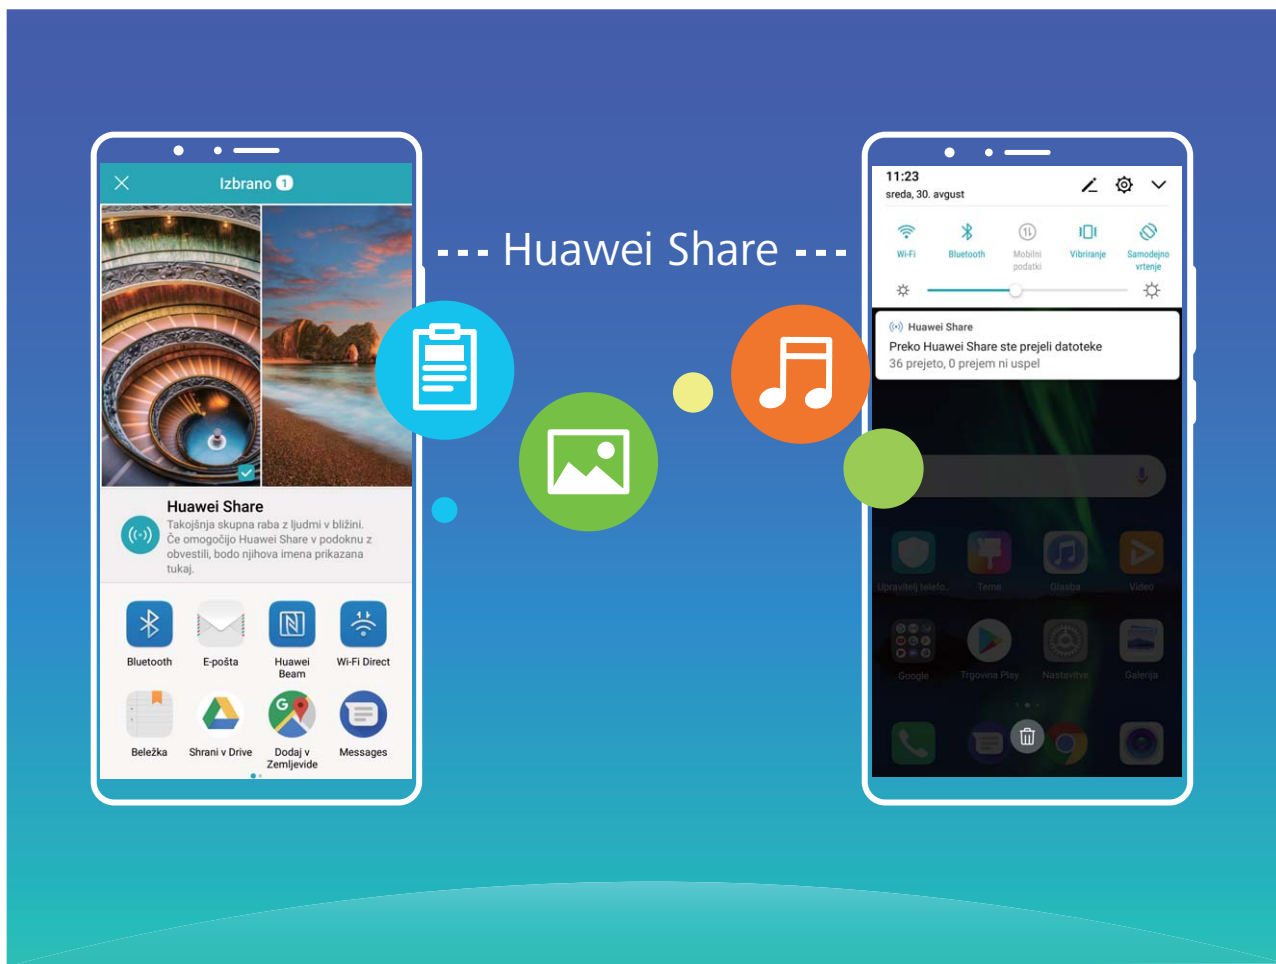 Izbrano 1
Huawei Share
Takojšnja skupna raba z ljudmi v bližini.
Če omogočijo Huawei Share v podoknu z
obvestili, bodo njihova imena prikazana
tukaj.
Bluetooth
E-pošta
Huawei
Beam
Wi-Fi Direct
Beležka
Shrani v Drive
Dodaj v
Zemljevide
Messages
Huawei Share
11:23
sreda, 30. avgust
Wi-Fi
Bluetooth
Mobilni
podatki
Vibriranje
Samodejno
vrtenje
Huawei Share
Preko Huawei Share ste prejeli datoteke
36 prejeto, 0 prejem ni uspel
Upravitelj telefo..
Teme
Glasba
Video
Google
Trgovina Play
Nastavitve
Galerija